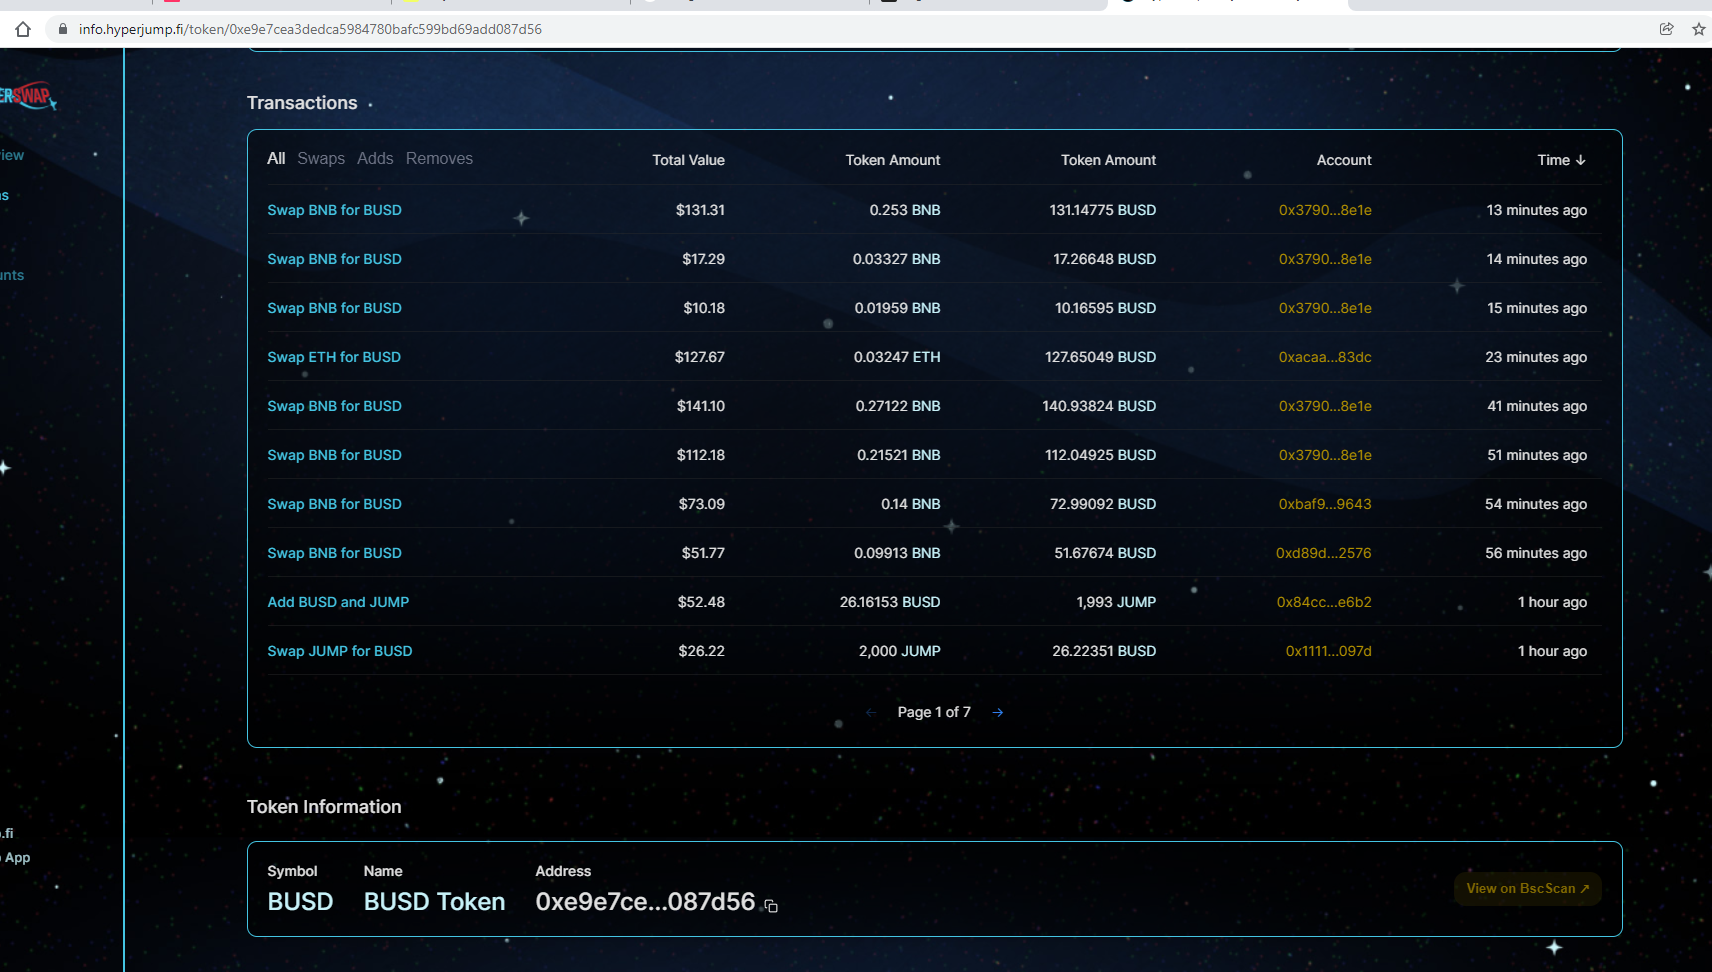 info.hyperjump.fi/token/0xe9e7cea3dedca5984780bafc599bd69add087d56
ERSWAP
iew
s
unts
Transactions
All Swaps Adds Removes Total Value Token Amount Token Amount Account Time ↓
Swap BNB for BUSD $131.31 0.253 BNB 131.14775 BUSD 0x3790...8e1e 13 minutes ago
Swap BNB for BUSD $17.29 0.03327 BNB 17.26648 BUSD 0x3790...8e1e 14 minutes ago
Swap BNB for BUSD $10.18 0.01959 BNB 10.16595 BUSD 0x3790...8e1e 15 minutes ago
Swap ETH for BUSD $127.67 0.03247 ETH 127.65049 BUSD 0xacaa...83dc 23 minutes ago
Swap BNB for BUSD $141.10 0.27122 BNB 140.93824 BUSD 0x3790...8e1e 41 minutes ago
Swap BNB for BUSD $112.18 0.21521 BNB 112.04925 BUSD 0x3790...8e1e 51 minutes ago
Swap BNB for BUSD $73.09 0.14 BNB 72.99092 BUSD 0xbaf9...9643 54 minutes ago
Swap BNB for BUSD $51.77 0.09913 BNB 51.67674 BUSD 0xd89d...2576 56 minutes ago
Add BUSD and JUMP $52.48 26.16153 BUSD 1,993 JUMP 0x84cc...e6b2 1 hour ago
Swap JUMP for BUSD $26.22 2,000 JUMP 26.22351 BUSD 0x1111...097d 1 hour ago
← Page 1 of 7 →
Token Information
.fi
App
Symbol Name Address
BUSD BUSD Token 0xe9e7ce...087d56
View on BscScan ↗